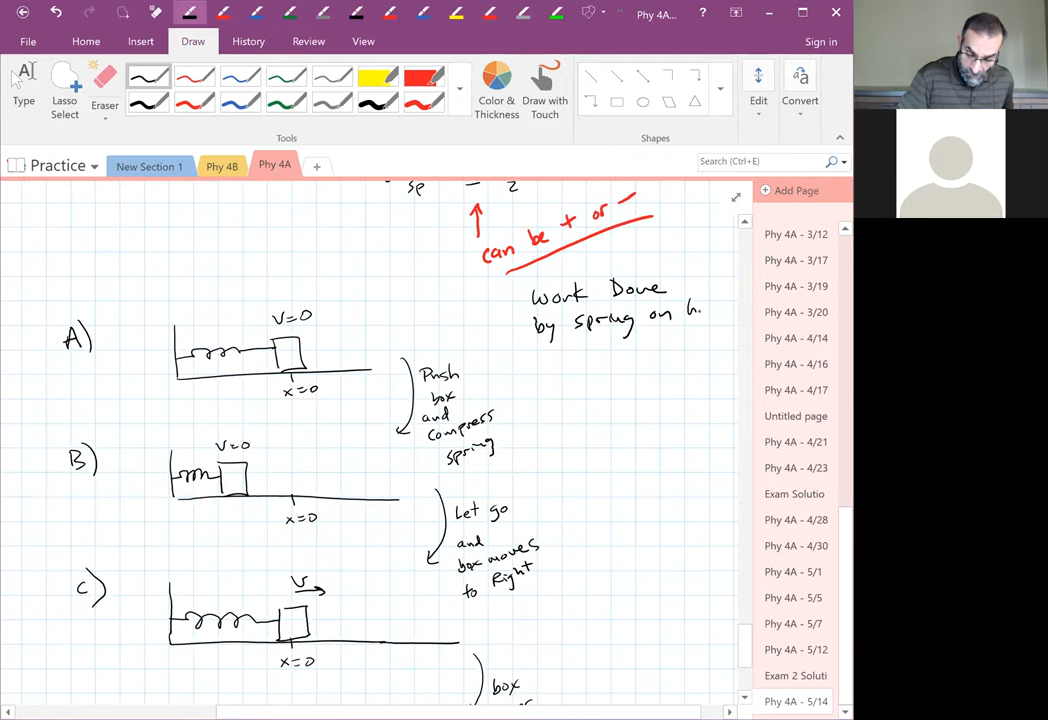 Phy 4A...
?
File
Home
Insert
Draw
History
Review
View
Sign in
Type
Lasso
Select
Eraser
Color &
Thickness
Draw with
Touch
Edit
Convert
Tools
Shapes
Practice
New Section 1
Phy 4B
Phy 4A
+
Search (Ctrl+E)
Add Page
Phy 4A - 3/12
Phy 4A - 3/17
Phy 4A - 3/19
Phy 4A - 3/20
Phy 4A - 4/14
Phy 4A - 4/16
Phy 4A - 4/17
Untitled page
Phy 4A - 4/21
Phy 4A - 4/23
Exam Solutio
Phy 4A - 4/28
Phy 4A - 4/30
Phy 4A - 5/1
Phy 4A - 5/5
Phy 4A - 5/7
Phy 4A - 5/12
Exam 2 Soluti
Phy 4A - 5/14
sp – 2
can be + or –
Work Done
by spring on
A)
V=0
x=0
Push
box
and
compress
spring
B)
V=0
x=0
Let go
and
box moves
to Right
C)
V
x=0
box